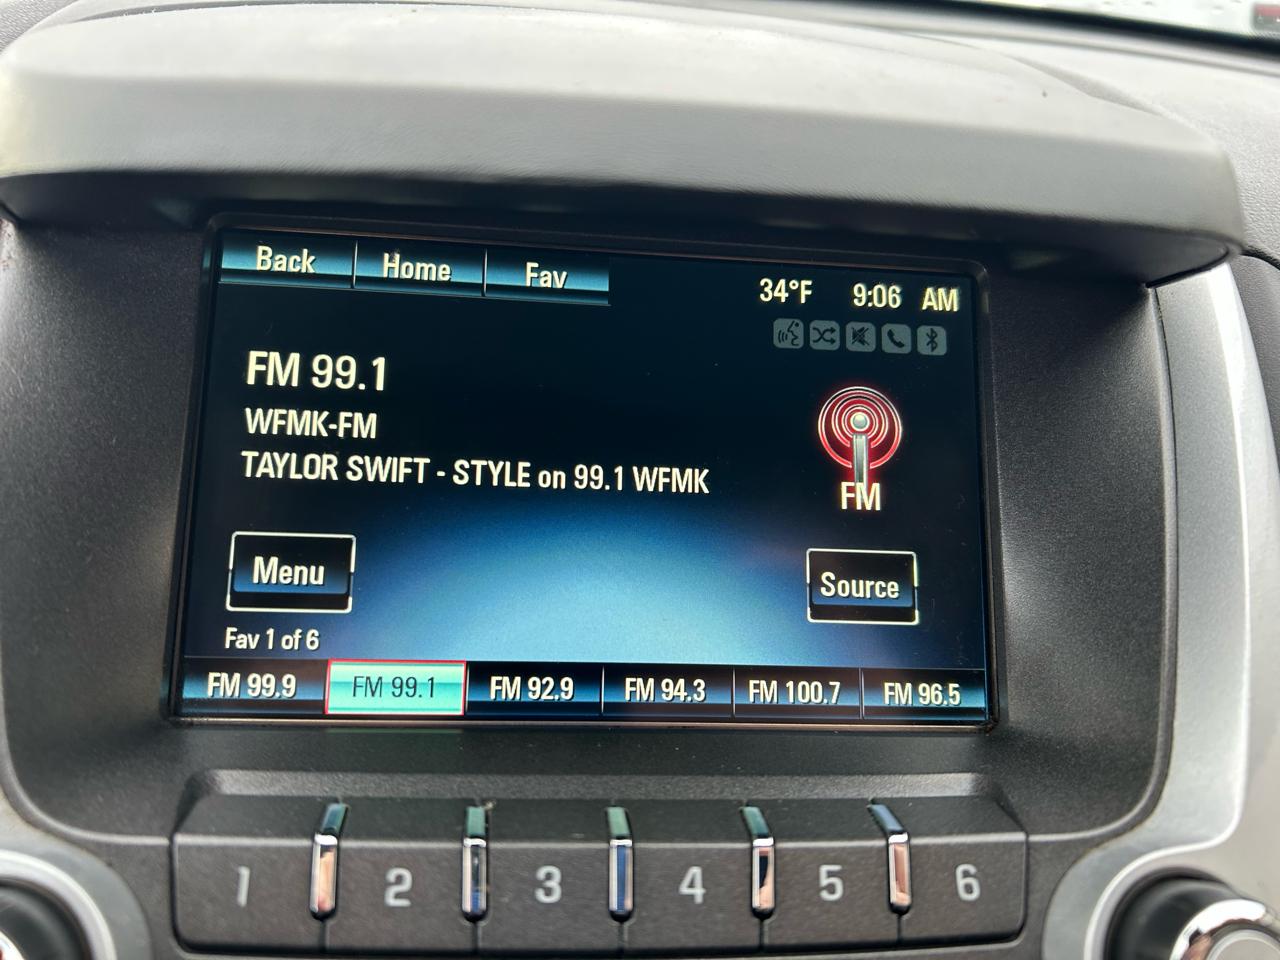 Back Home Fav
34°F 9:06 AM
FM 99.1
WFMK-FM
TAYLOR SWIFT - STYLE on 99.1 WFMK
FM
Menu
Source
Fav 1 of 6
FM 99.9 FM 99.1 FM 92.9 FM 94.3 FM 100.7 FM 96.5
1 2 3 4 5 6